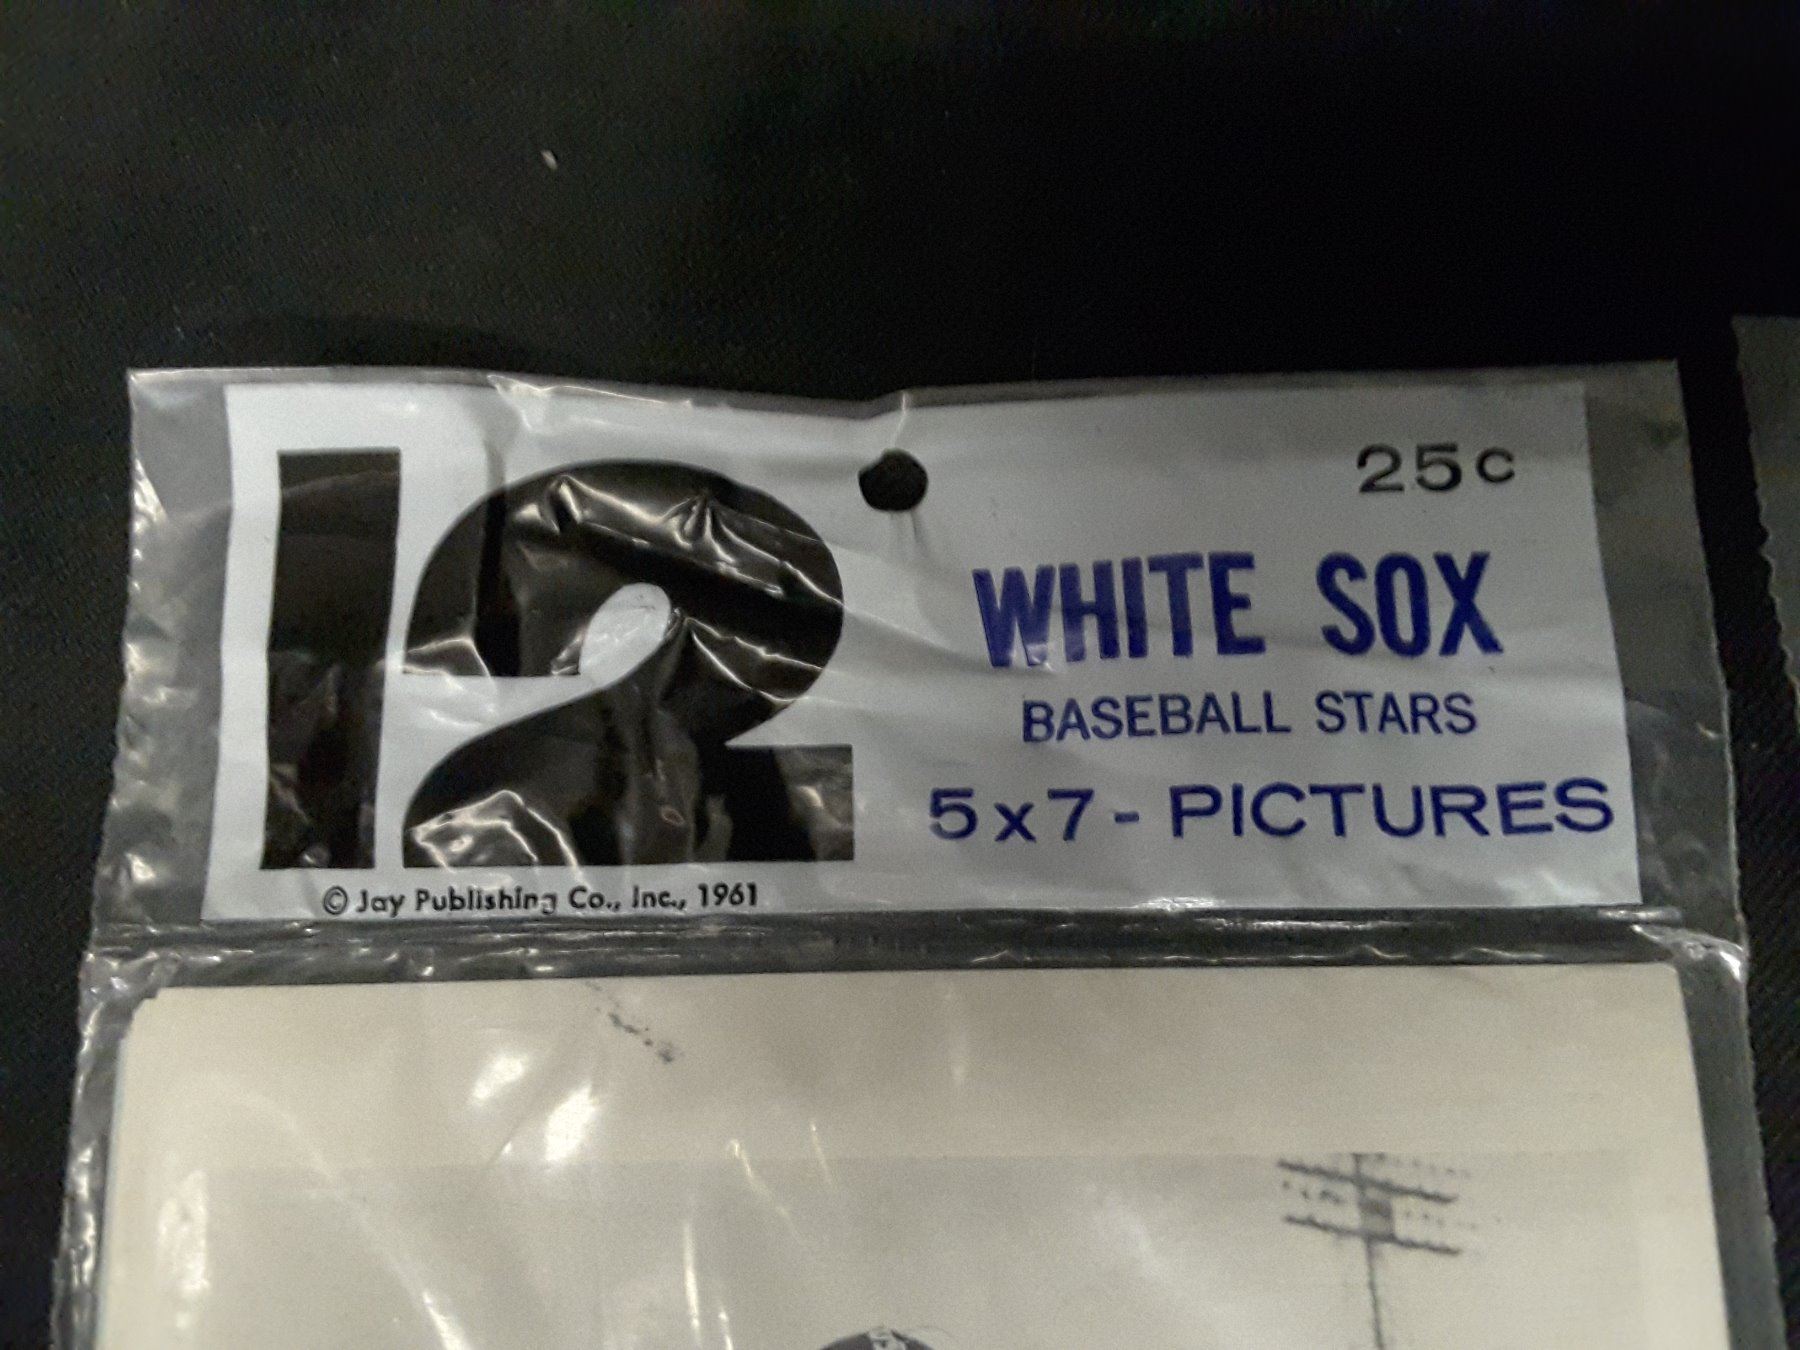 12
25c
WHITE SOX
BASEBALL STARS
5x7 - PICTURES
© Jay Publishing Co., Inc., 1961